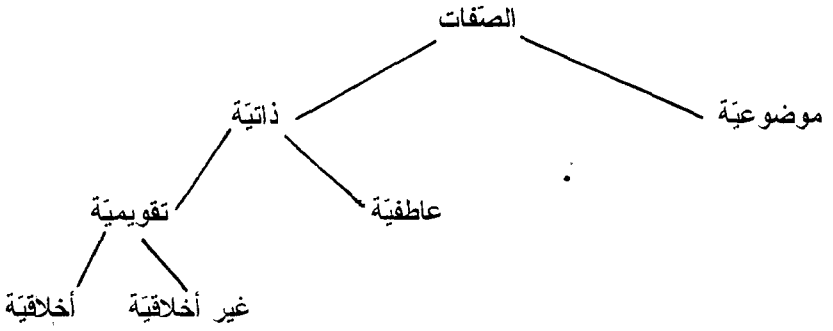 الصّفات
موضوعيّة ذاتيّة
عاطفيّة تقويميّة
غير أخلاقيّة أخلاقيّة